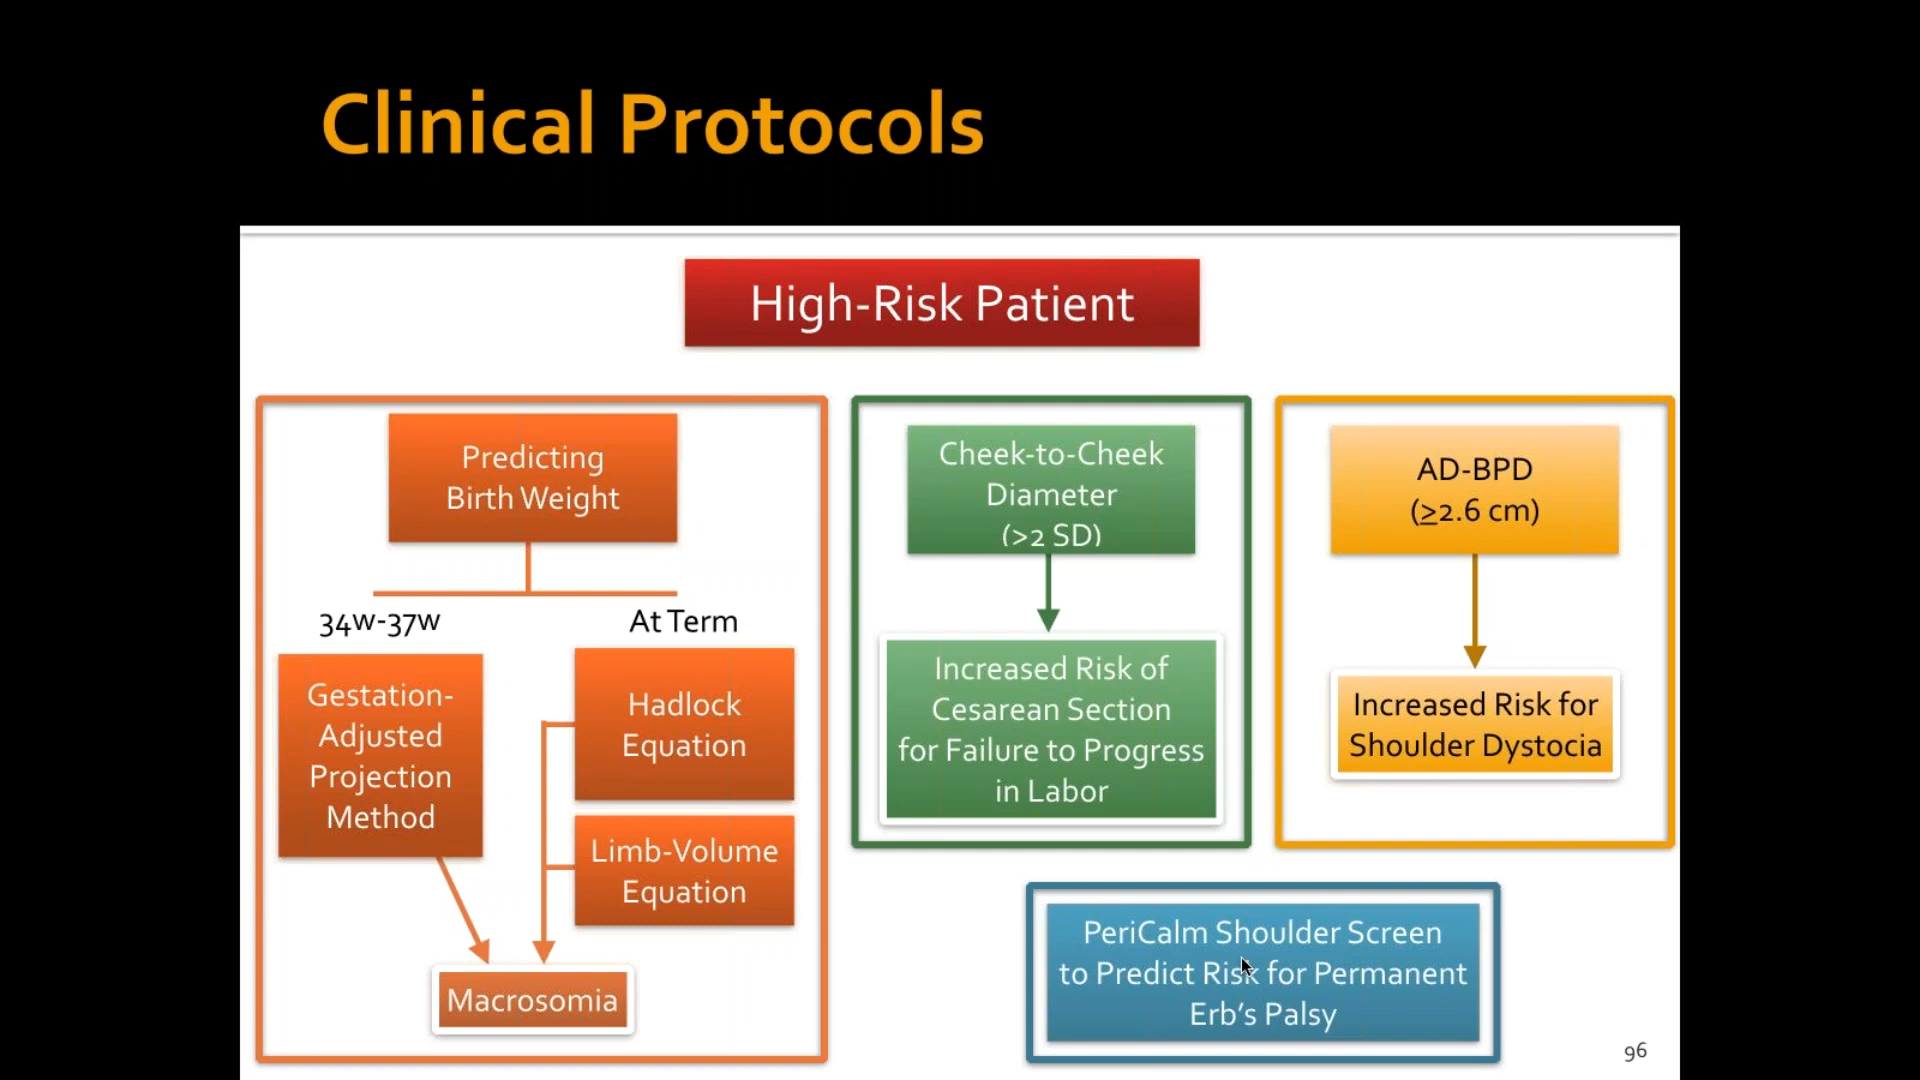 Clinical Protocols
High-Risk Patient
Predicting
Birth Weight
34w-37w
At Term
Gestation-
Adjusted
Projection
Method
Hadlock
Equation
Limb-Volume
Equation
Macrosomia
Cheek-to-Cheek
Diameter
(>2 SD)
Increased Risk of
Cesarean Section
for Failure to Progress
in Labor
AD-BPD
(≥2.6 cm)
Increased Risk for
Shoulder Dystocia
PeriCalm Shoulder Screen
to Predict Risk for Permanent
Erb’s Palsy
96